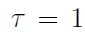 τ = 1